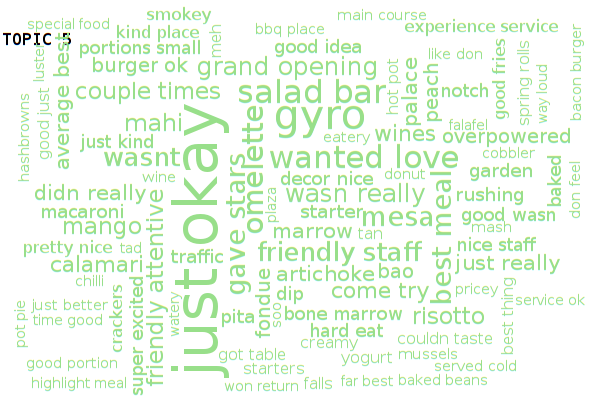 TOPIC 5
smokey
main course
special food
kind place
bbq place
experience service
meh
portions small
good idea
like don
luster
average best
burger ok
grand opening
hot pot
palace
peach
notch
good fries
spring rolls
way loud
bacon burger
couple times
salad bar
hashbrowns
good just
mahi
gyro
wines
falafel
overpowered
just kind
eatery
wasnt
omelette
wanted love
cobbler
garden
baked
don feel
wine
decor nice
donut
didn really
just okay
gave stars
plaza
wasn really
best meal
rushing
macaroni
starter
mesa
good wasn
mango
friendly attentive
marrow
tan
mash
pretty nice
tad
traffic
friendly staff
nice staff
calamari
artichoke
bao
just really
chilli
fondue
dip
come try
pricey
best thing
service ok
pot pie
just better
crackers
super excited
watery
pita
soo
bone marrow
risotto
time good
hard eat
creamy
couldn taste
good portion
got table
yogurt
mussels
starters
served cold
highlight meal
won return
falls
far best
baked beans